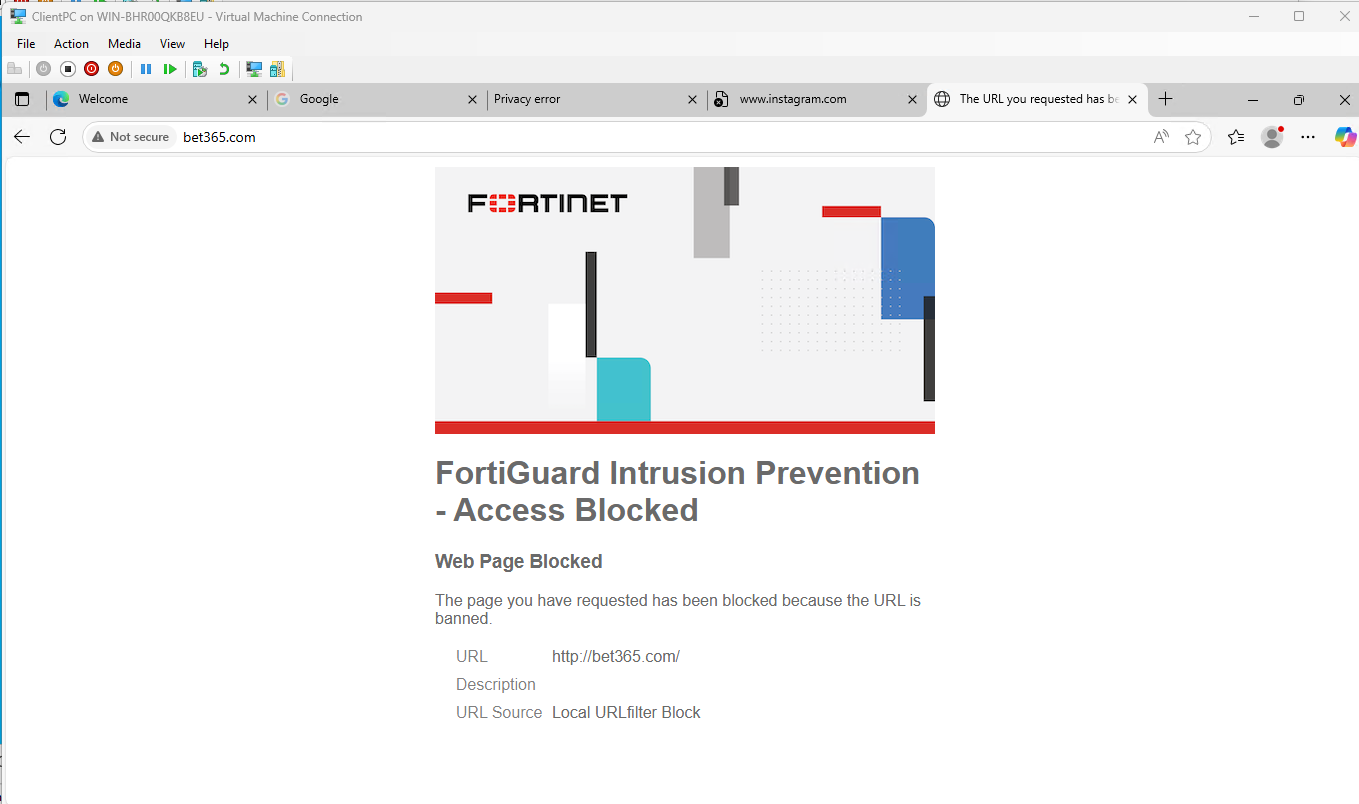 ClientPC on WIN-BHR00QKB8EU - Virtual Machine Connection
File Action Media View Help
Welcome Google Privacy error www.instagram.com The URL you requested has be
Not secure bet365.com
FORTINET
FortiGuard Intrusion Prevention
- Access Blocked
Web Page Blocked
The page you have requested has been blocked because the URL is
banned.
URL http://bet365.com/
Description
URL Source Local URLfilter Block